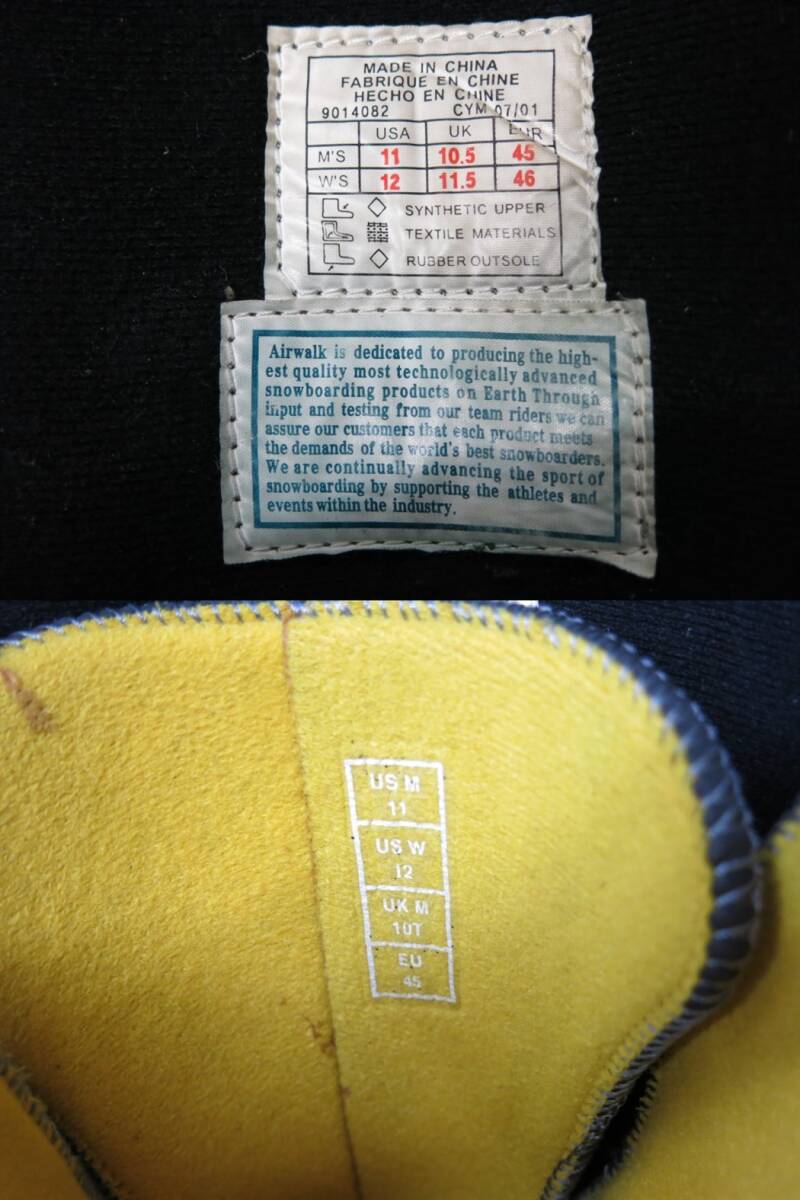 MADE IN CHINA
FABRIQUE EN CHINE
HECHO EN CHINE
9014082 CYM 07/01
USA UK EUR
M'S 11 10.5 45
W'S 12 11.5 46
SYNTHETIC UPPER
TEXTILE MATERIALS
RUBBER OUTSOLE
Airwalk is dedicated to producing the high-
est quality most technologically advanced
snowboarding products on Earth Through
input and testing from our team riders we can
assure our customers that each product meets
the demands of the world's best snowboarders.
We are continually advancing the sport of
snowboarding by supporting the athletes and
events within the industry.
US M
11
US W
12
UK M
10T
EU
45